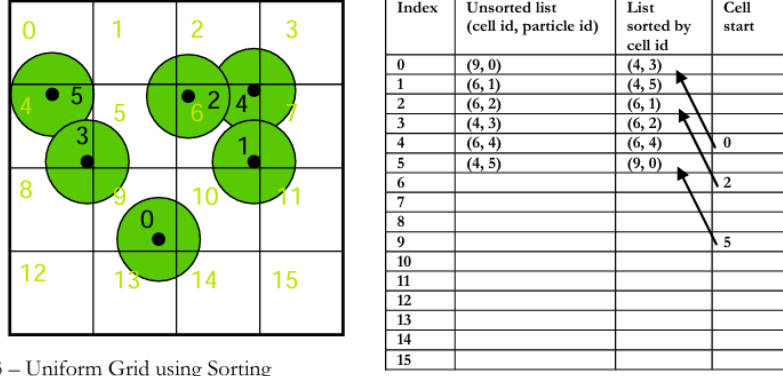 0 1 2 3
5
4 5 6 2 4 7
3 1
8 9 10 11
0
12 13 14 15
– Uniform Grid using Sorting
Index Unsorted list (cell id, particle id) List sorted by cell id Cell start
0 (9, 0) (4, 3)
1 (6, 1) (4, 5)
2 (6, 2) (6, 1)
3 (4, 3) (6, 2)
4 (6, 4) (6, 4) 0
5 (4, 5) (9, 0)
6 2
7
8
9 5
10
11
12
13
14
15